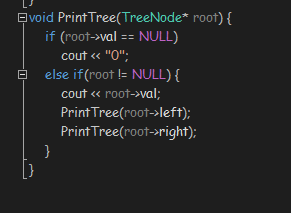 }
void PrintTree(TreeNode* root) {
if (root->val == NULL)
cout << "0";
else if(root != NULL) {
cout << root->val;
PrintTree(root->left);
PrintTree(root->right);
}
}